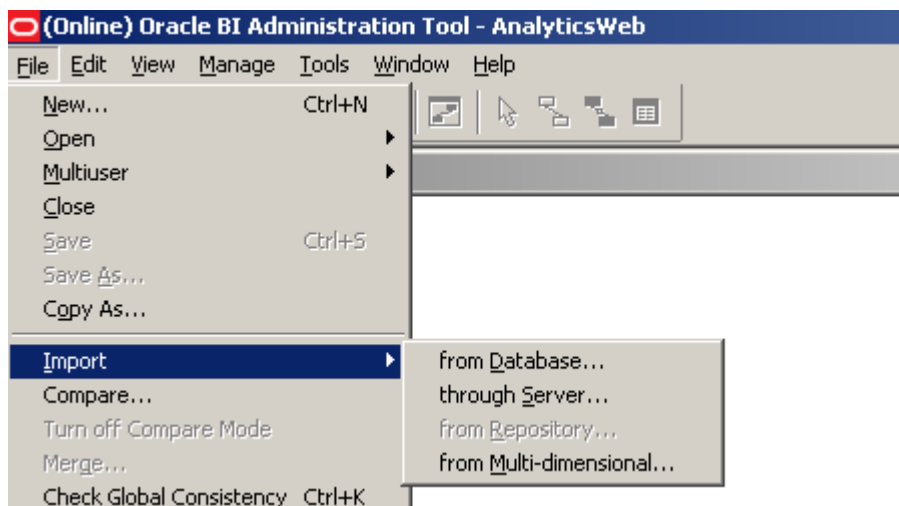 (Online) Oracle BI Administration Tool - AnalyticsWeb
File Edit View Manage Tools Window Help
New... Ctrl+N
Open
Multiuser
Close
Save Ctrl+S
Save As...
Copy As...
Import
from Database...
through Server...
from Repository...
from Multi-dimensional...
Compare...
Turn off Compare Mode
Merge...
Check Global Consistency Ctrl+K